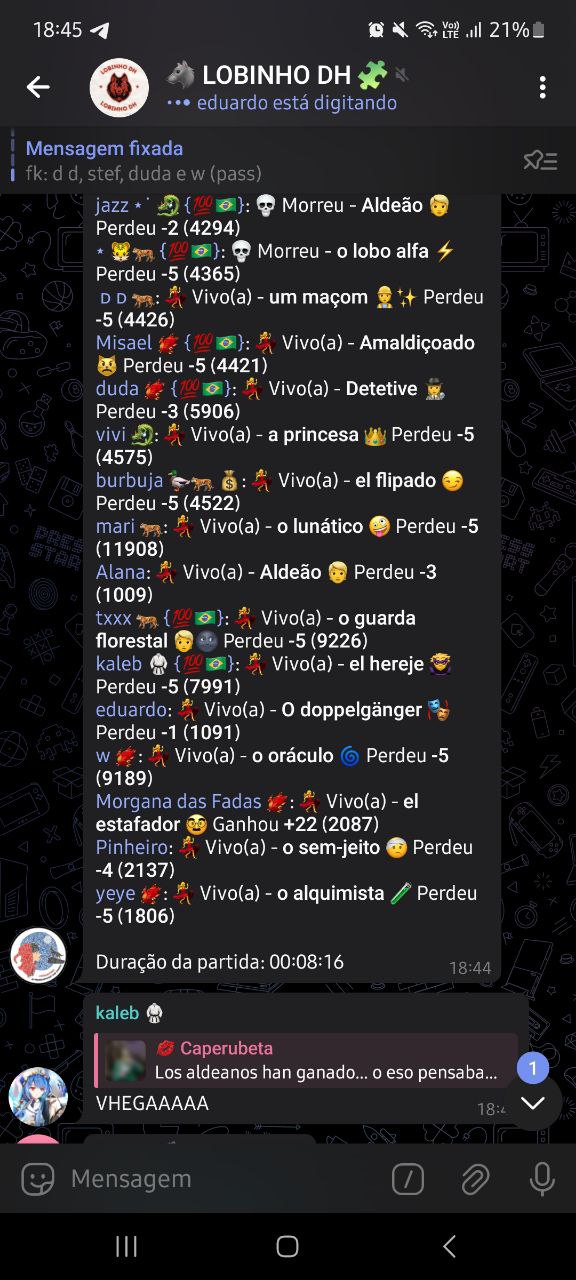 18:45
Vo))
LTE
21%
LOBINHO DH
LOBINHO DH
🐴 LOBINHO DH 🧩
eduardo está digitando
Mensagem fixada
fk: d d, stef, duda e w (pass)
jazz ⋆˙ 🐉 {💯🇧🇷}: 💀 Morreu - Aldeão 👱
Perdeu -2 (4294)
⋆ 🐯🐅 {💯🇧🇷}: 💀 Morreu - o lobo alfa ⚡
Perdeu -5 (4365)
ᴅ ᴅ 🐅: 💃 Vivo(a) - um maçom 👷✨ Perdeu
-5 (4426)
Misael 🐲 {💯🇧🇷}: 💃 Vivo(a) - Amaldiçoado
😾 Perdeu -5 (4421)
duda 🐲 {💯🇧🇷}: 💃 Vivo(a) - Detetive 🕵
Perdeu -3 (5906)
vivi 🐉: 💃 Vivo(a) - a princesa 👑 Perdeu -5
(4575)
burbuja 🦆🐅 💰: 💃 Vivo(a) - el flipado 😏
Perdeu -5 (4522)
mari 🐅: 💃 Vivo(a) - o lunático 🤪 Perdeu -5
(11908)
Alana: 💃 Vivo(a) - Aldeão 👱 Perdeu -3
(1009)
txxx 🐅 {💯🇧🇷}: 💃 Vivo(a) - o guarda
florestal 👱🌚 Perdeu -5 (9226)
kaleb 🥋 {💯🇧🇷}: 💃 Vivo(a) - el hereje 🦹
Perdeu -5 (7991)
eduardo: 💃 Vivo(a) - O doppelgänger 🎭
Perdeu -1 (1091)
w 🐲: 💃 Vivo(a) - o oráculo 🌀 Perdeu -5
(9189)
Morgana das Fadas 🐲: 💃 Vivo(a) - el
estafador 🥸 Ganhou +22 (2087)
Pinheiro: 💃 Vivo(a) - o sem-jeito 🤕 Perdeu
-4 (2137)
yeye 🐲: 💃 Vivo(a) - o alquimista 🧪 Perdeu
-5 (1806)
Duração da partida: 00:08:16
18:44
kaleb 🥋
💋 Caperubeta
Los aldeanos han ganado... o eso pensaba...
1
VHEGAAAAA
18:4
Mensagem